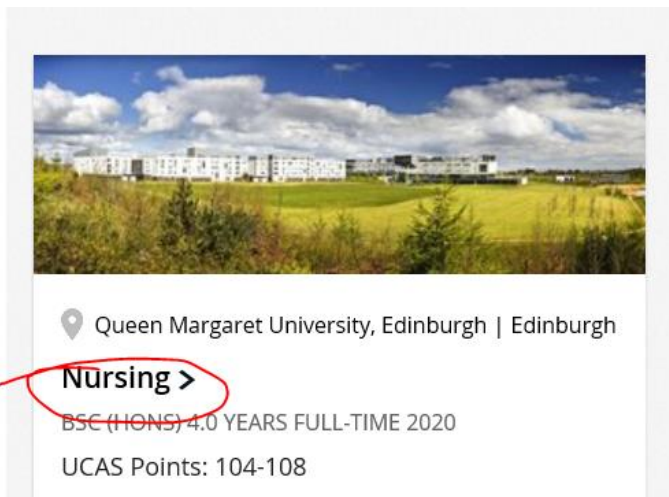 Queen Margaret University, Edinburgh | Edinburgh
Nursing >
BSC (HONS) 4.0 YEARS FULL-TIME 2020
UCAS Points: 104-108